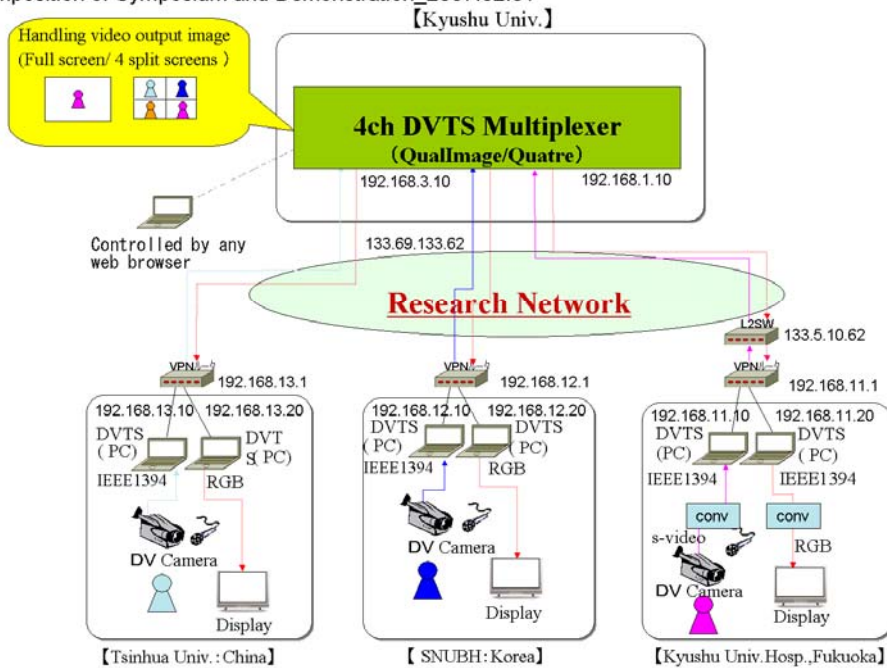 【Kyushu Univ.】
Handling video output image
(Full screen/ 4 split screens )
4ch DVTS Multiplexer
(QualImage/Quatre)
192.168.3.10
192.168.1.10
Controlled by any
web browser
133.69.133.62
Research Network
L2SW
133.5.10.62
192.168.13.1
192.168.12.1
192.168.11.1
192.168.13.10
192.168.13.20
DVTS
( PC)
DVT
S( PC)
IEEE1394
RGB
DV Camera
Display
192.168.12.10
192.168.12.20
DVTS
( PC)
DVTS
( PC)
IEEE1394
RGB
DV Camera
Display
192.168.11.10
192.168.11.20
DVTS
(PC)
DVTS
( PC)
IEEE1394
IEEE1394
conv
conv
s-video
RGB
DV Camera
Display
【Tsinhua Univ.:China】
【 SNUBH:Korea】
【Kyushu Univ.Hosp.,Fukuoka】